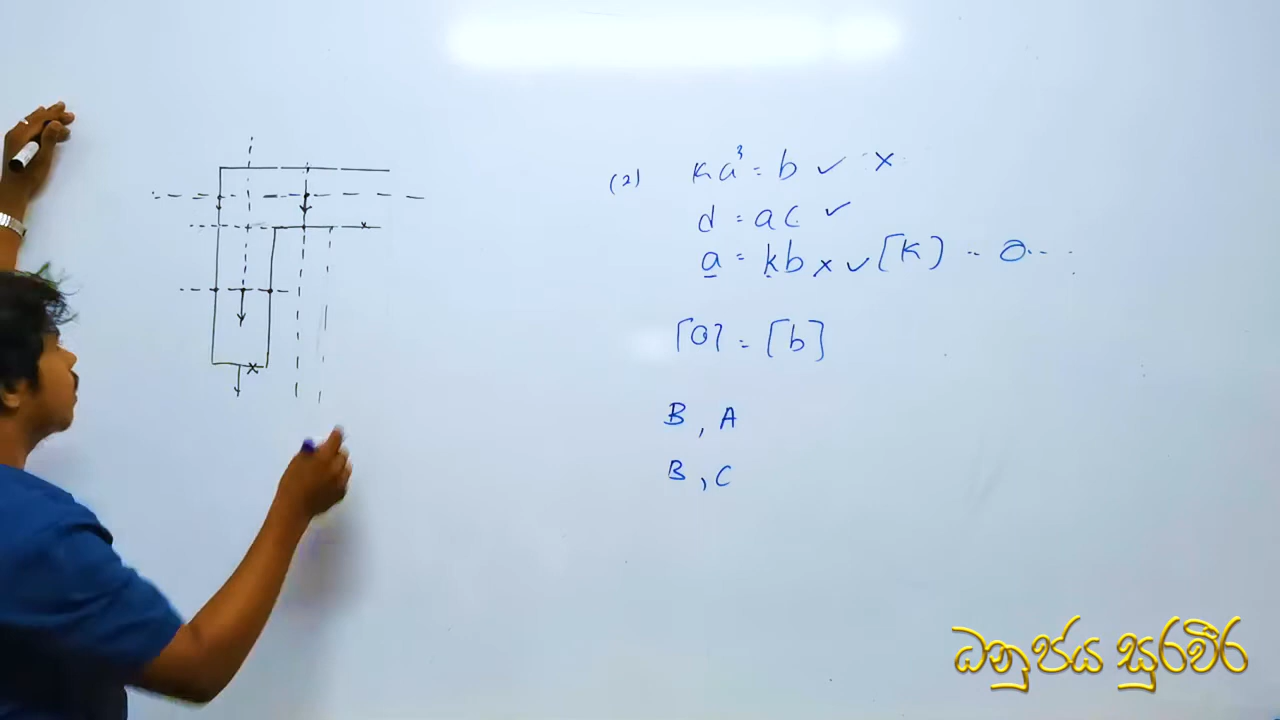 (2) ka³ = b ✓ ×
d = ac ✓
a = kb × ✓ [k] -- O-- -
[O] = [b]
B , A
B , C
ධනුජය සූරවීර